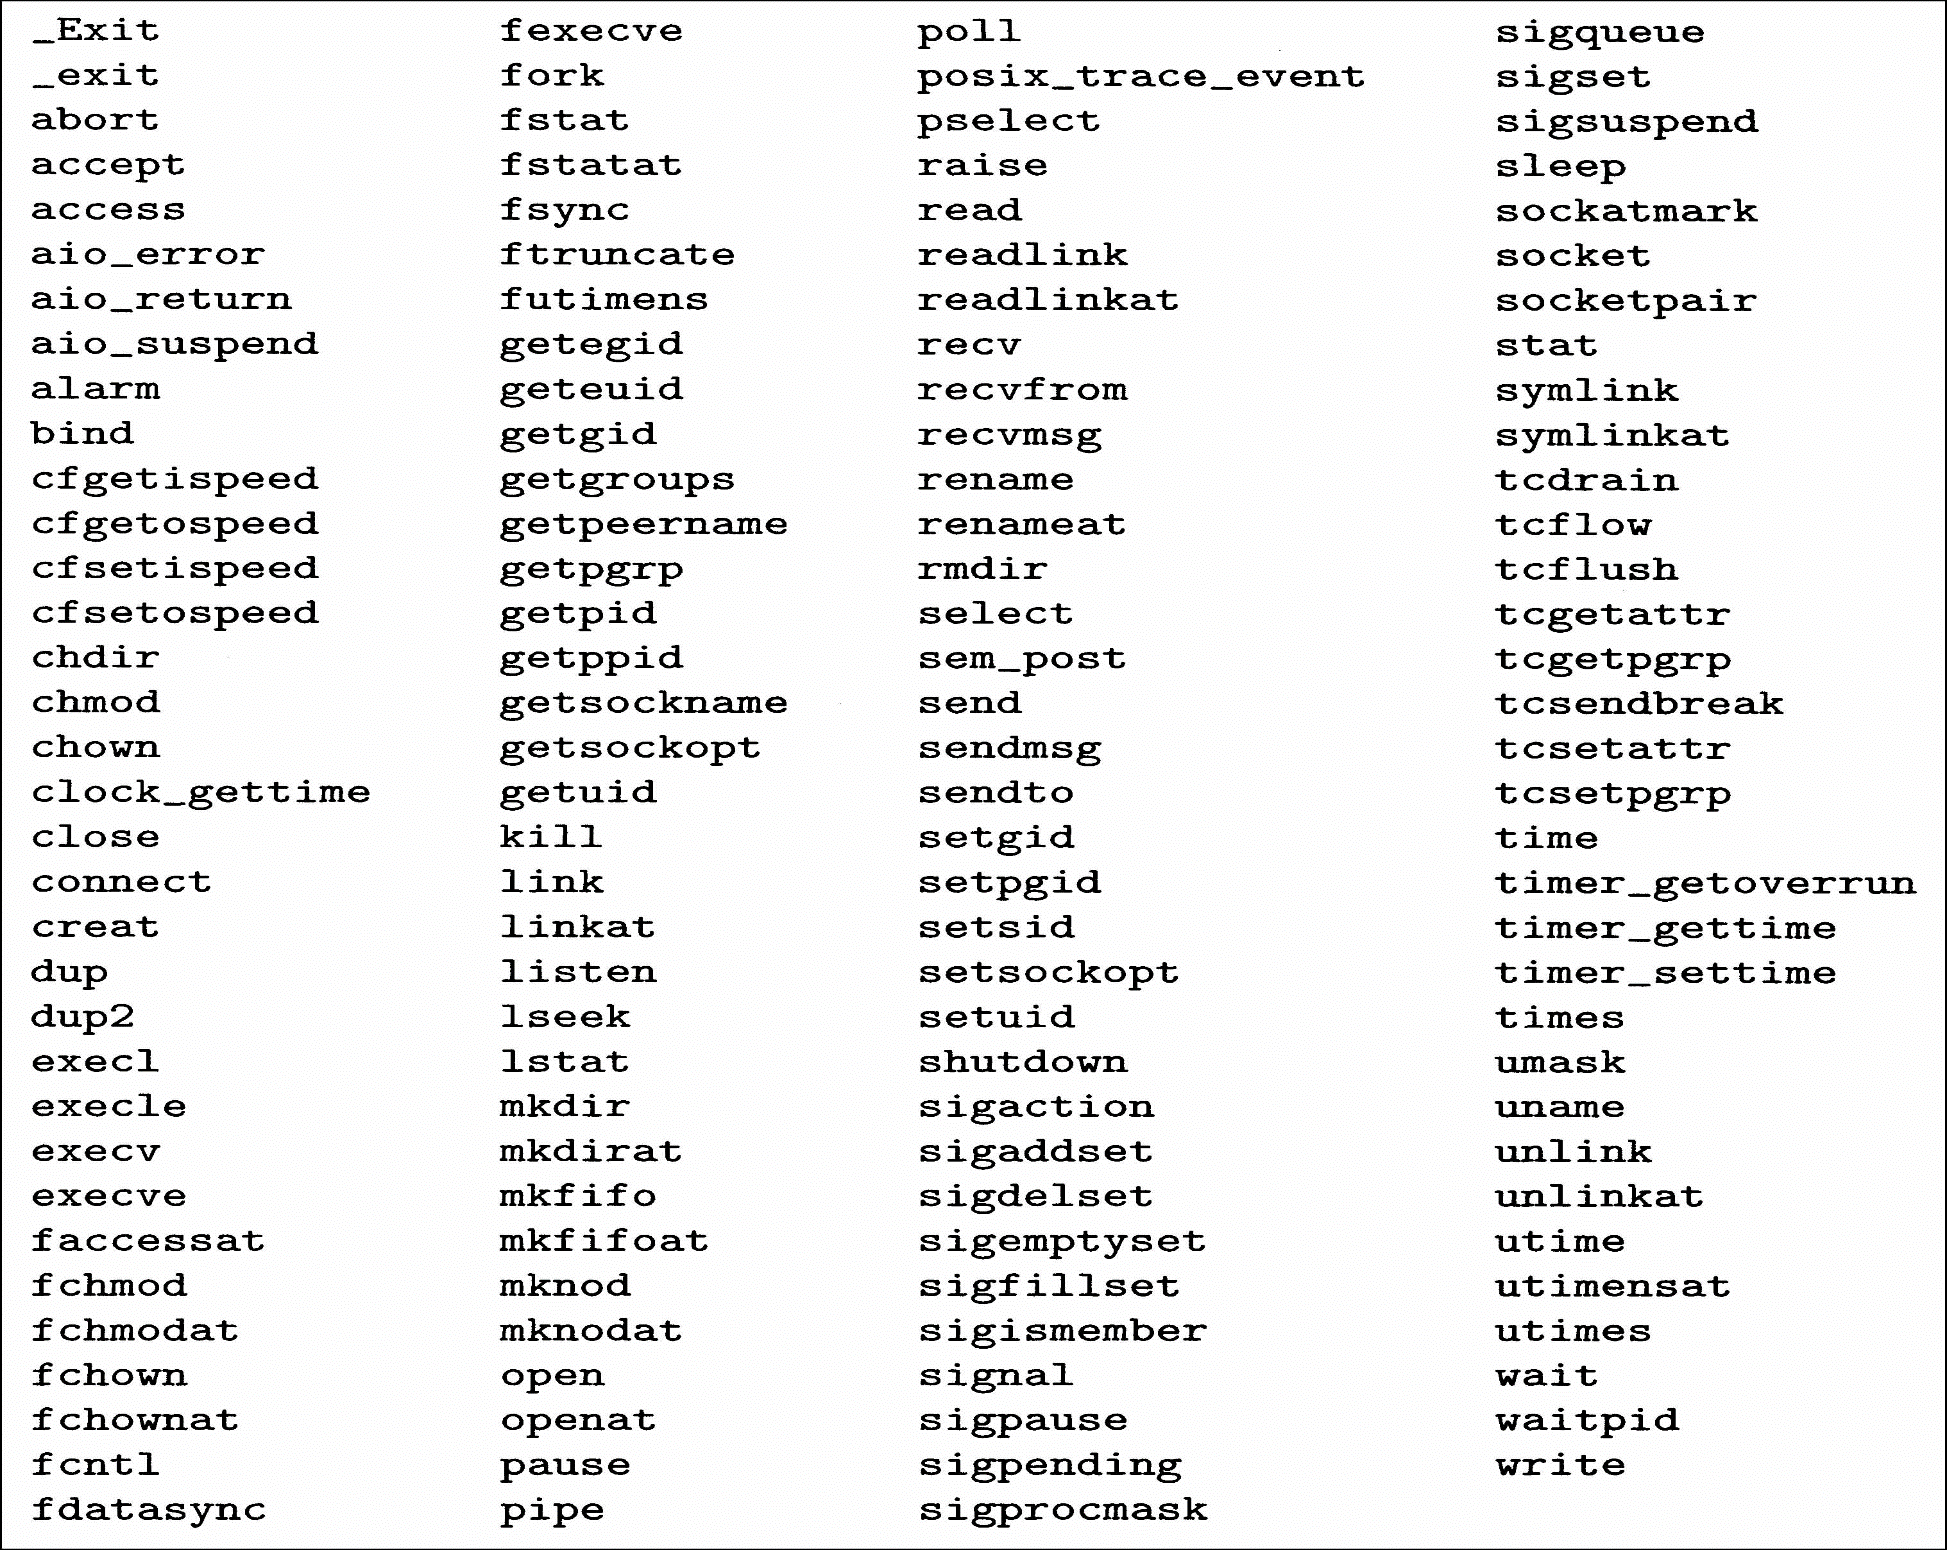 _Exit fexecve poll sigqueue
_exit fork posix_trace_event sigset
abort fstat pselect sigsuspend
accept fstatat raise sleep
access fsync read sockatmark
aio_error ftruncate readlink socket
aio_return futimens readlinkat socketpair
aio_suspend getegid recv stat
alarm geteuid recvfrom symlink
bind getgid recvmsg symlinkat
cfgetispeed getgroups rename tcdrain
cfgetospeed getpeername renameat tcflow
cfsetispeed getpgrp rmdir tcflush
cfsetospeed getpid select tcgetattr
chdir getppid sem_post tcgetpgrp
chmod getsockname send tcsendbreak
chown getsockopt sendmsg tcsetattr
clock_gettime getuid sendto tcsetpgrp
close kill setgid time
connect link setpgid timer_getoverrun
creat linkat setsid timer_gettime
dup listen setsockopt timer_settime
dup2 lseek setuid times
execl lstat shutdown umask
execle mkdir sigaction uname
execv mkdirat sigaddset unlink
execve mkfifo sigdelset unlinkat
faccessat mkfifoat sigemptyset utime
fchmod mknod sigfillset utimensat
fchmodat mknodat sigismember utimes
fchown open signal wait
fchownat openat sigpause waitpid
fcntl pause sigpending write
fdatasync pipe sigprocmask